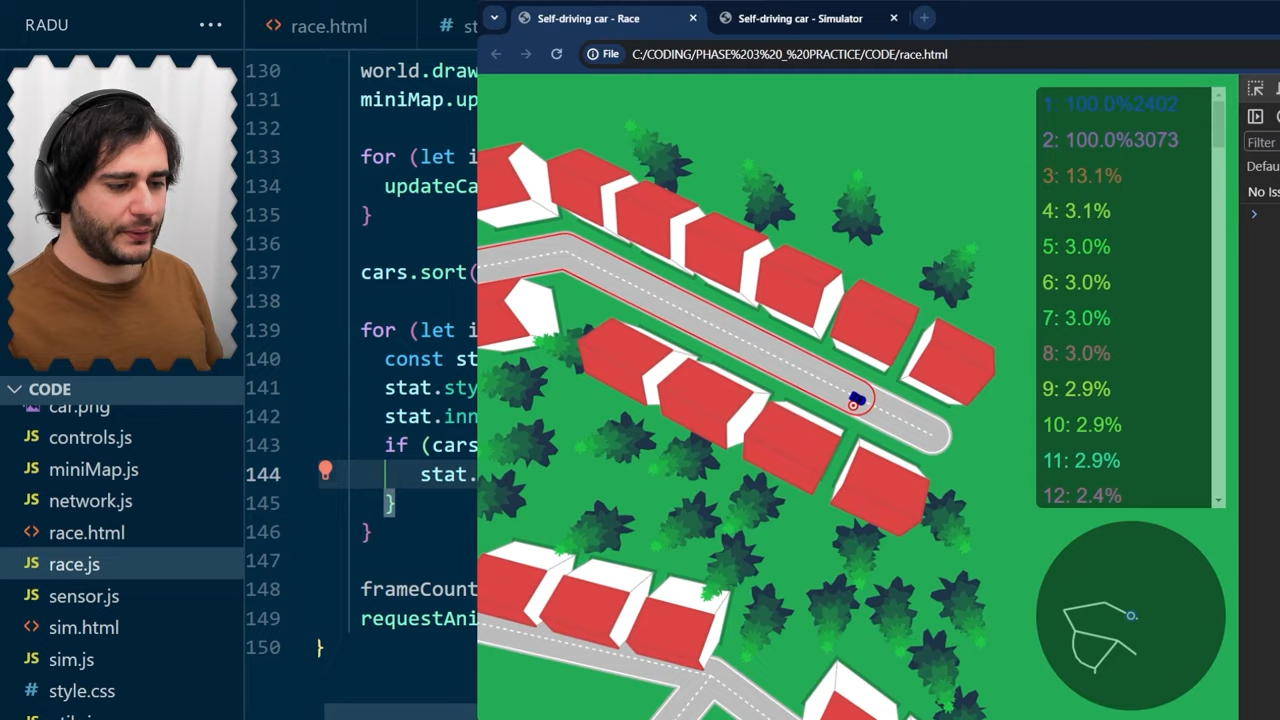 RADU
race.html
# st
130 world.draw
131 miniMap.up
132
133 for (let i
134 updateCa
135 }
136
137 cars.sort(
138
139 for (let i
140 const st
141 stat.sty
142 stat.inn
143 if (cars
144 stat.
145 }
146 }
147
148 frameCount
149 requestAni
150 }
CODE
car.png
JS controls.js
JS miniMap.js
JS network.js
race.html
JS race.js
JS sensor.js
sim.html
JS sim.js
# style.css
Self-driving car - Race
Self-driving car - Simulator
File
C:/CODING/PHASE%203%20_%20PRACTICE/CODE/race.html
1: 100.0%2402
2: 100.0%3073
3: 13.1%
4: 3.1%
5: 3.0%
6: 3.0%
7: 3.0%
8: 3.0%
9: 2.9%
10: 2.9%
11: 2.9%
12: 2.4%
Filter
Defau
No Iss